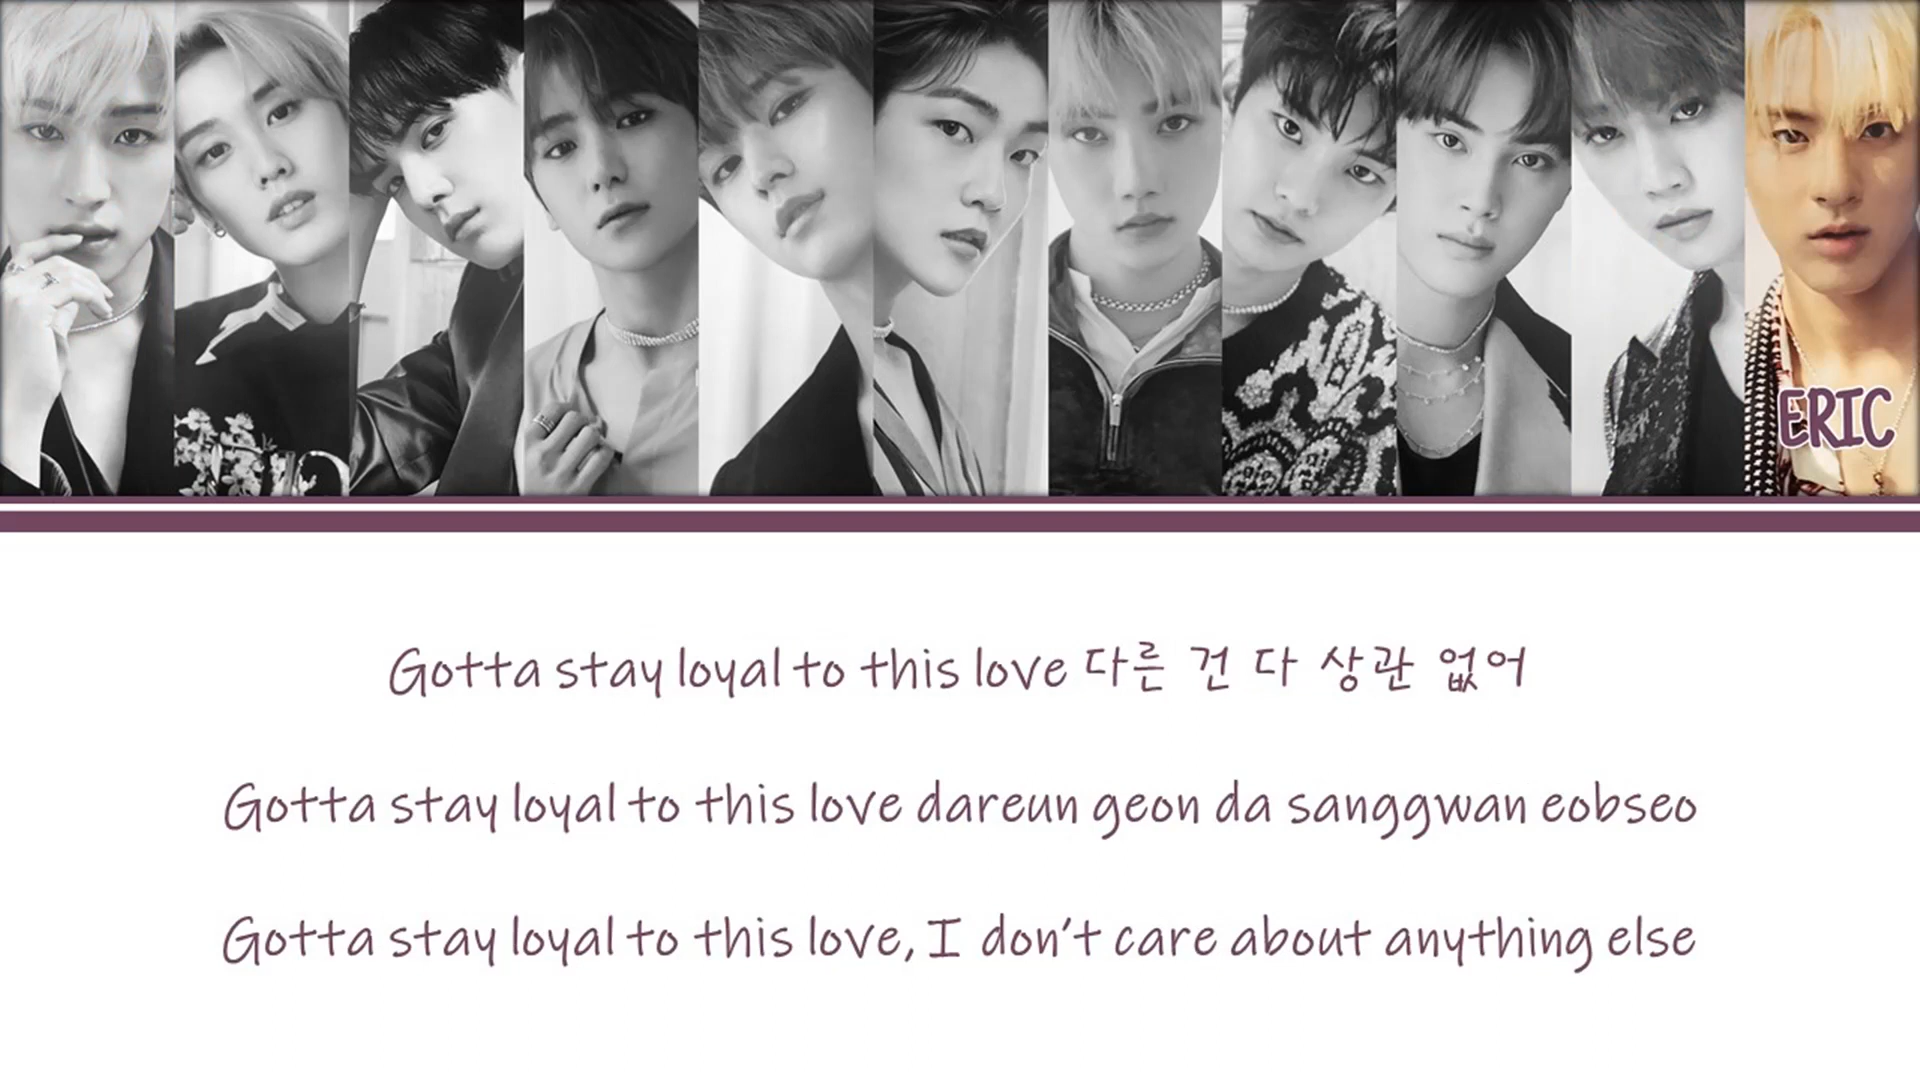 ERIC
Gotta stay loyal to this love 다른 건 다 상관 없어
Gotta stay loyal to this love dareun geon da sanggwan eobseo
Gotta stay loyal to this love, I don't care about anything else